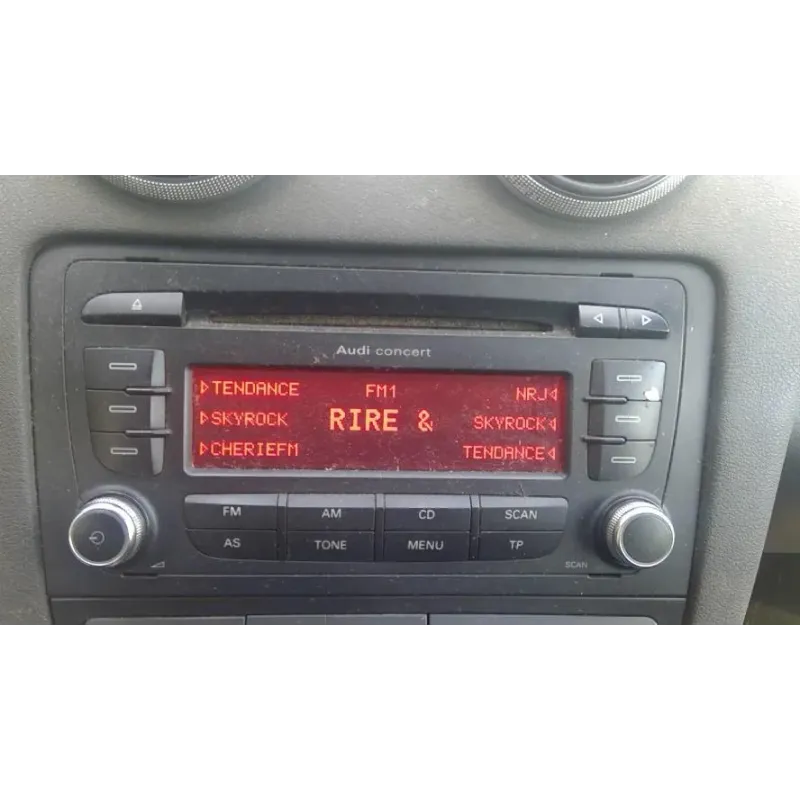 Audi concert
TENDANCE FM1 NRJ
SKYROCK RIRE & SKYROCK
CHERIEFM TENDANCE
FM AM CD SCAN
AS TONE MENU TP
SCAN